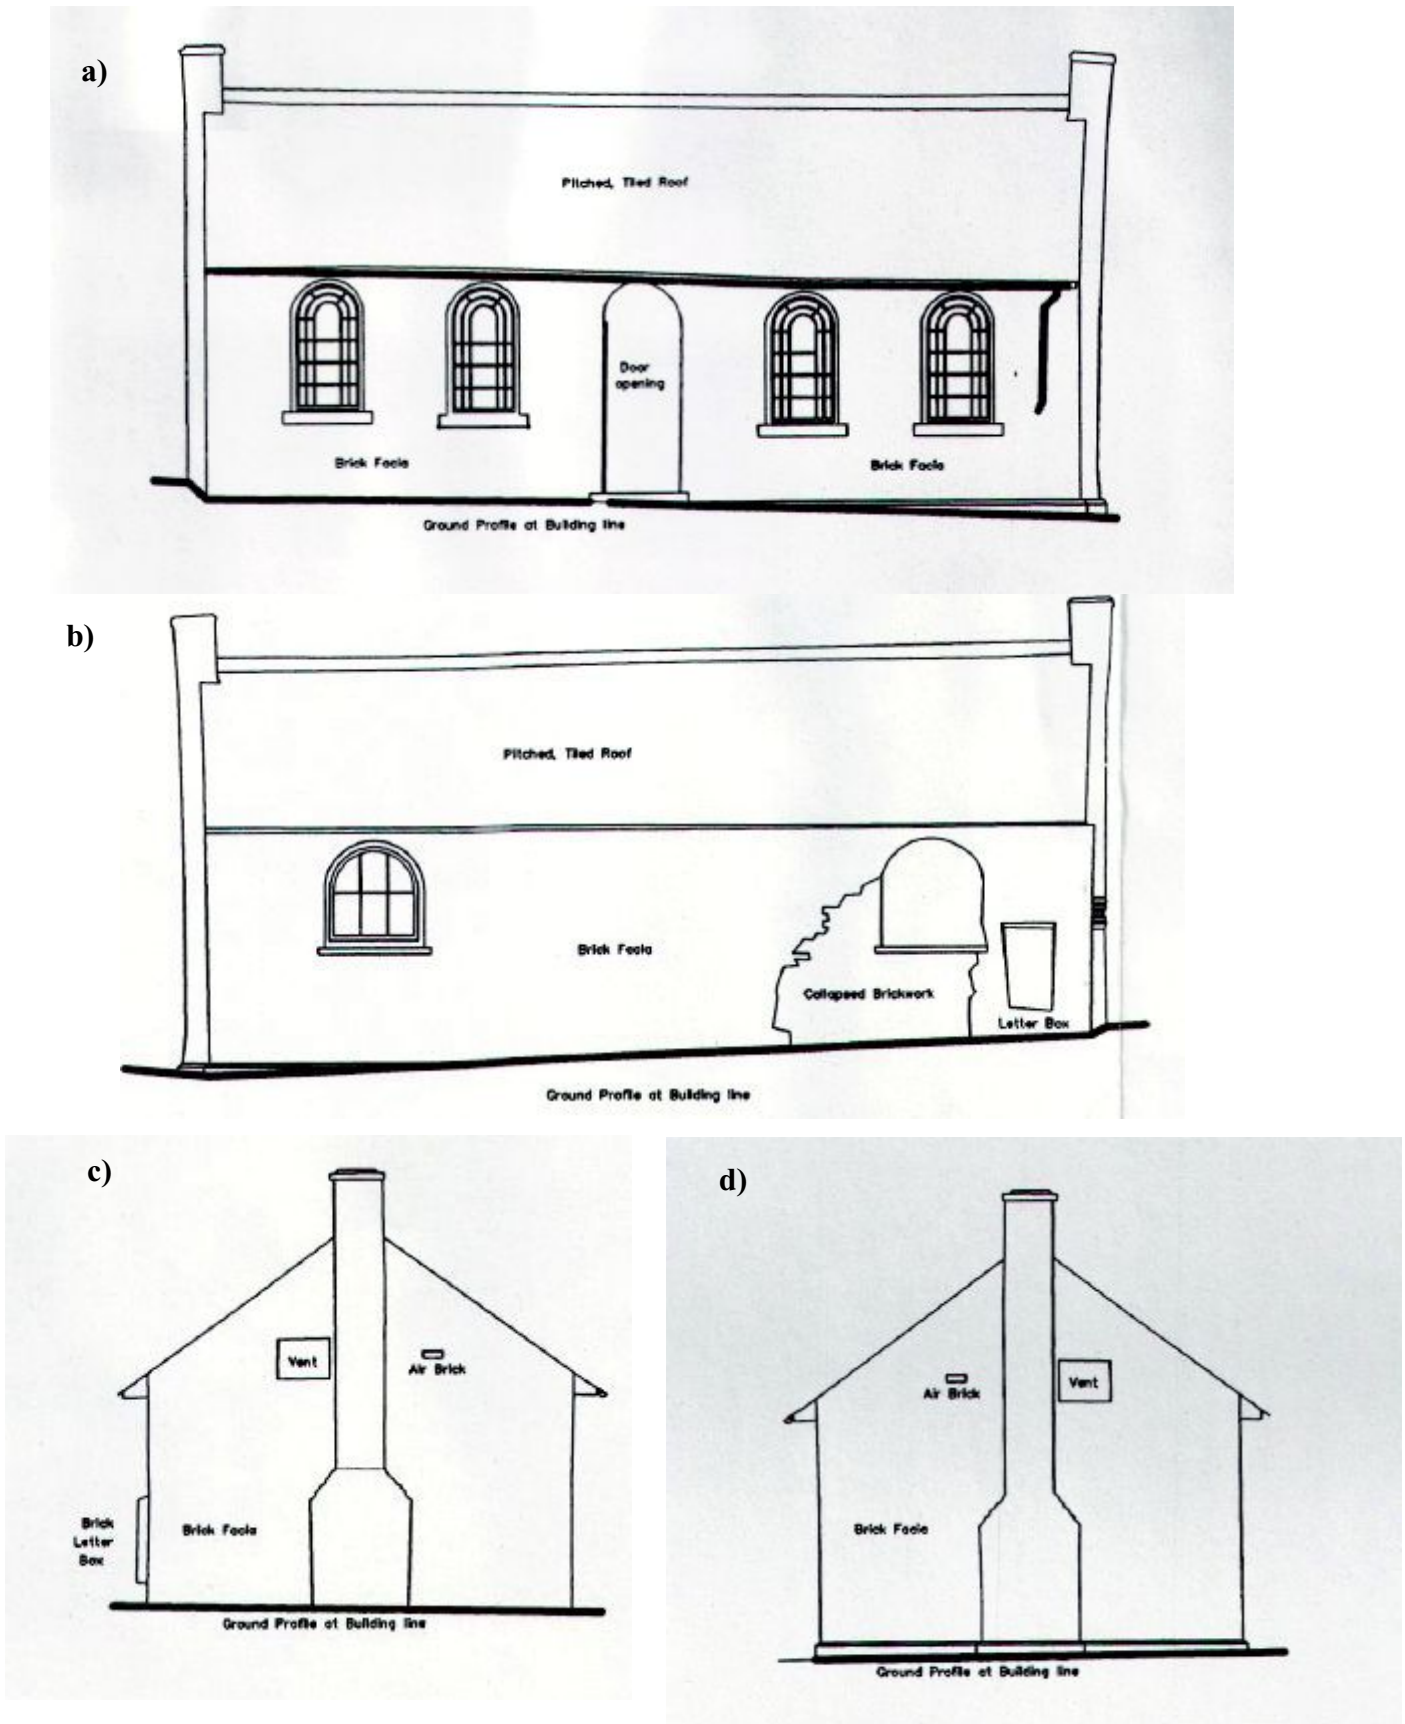 a)
Pitched, Tiled Roof
Door
opening
Brick Facia
Brick Facia
Ground Profile at Building line
b)
Pitched, Tiled Roof
Brick Facia
Collapsed Brickwork
Letter Box
Ground Profile at Building line
c)
Vent
Air Brick
Brick
Letter
Box
Brick Facia
Ground Profile at Building line
d)
Air Brick
Vent
Brick Facia
Ground Profile at Building line